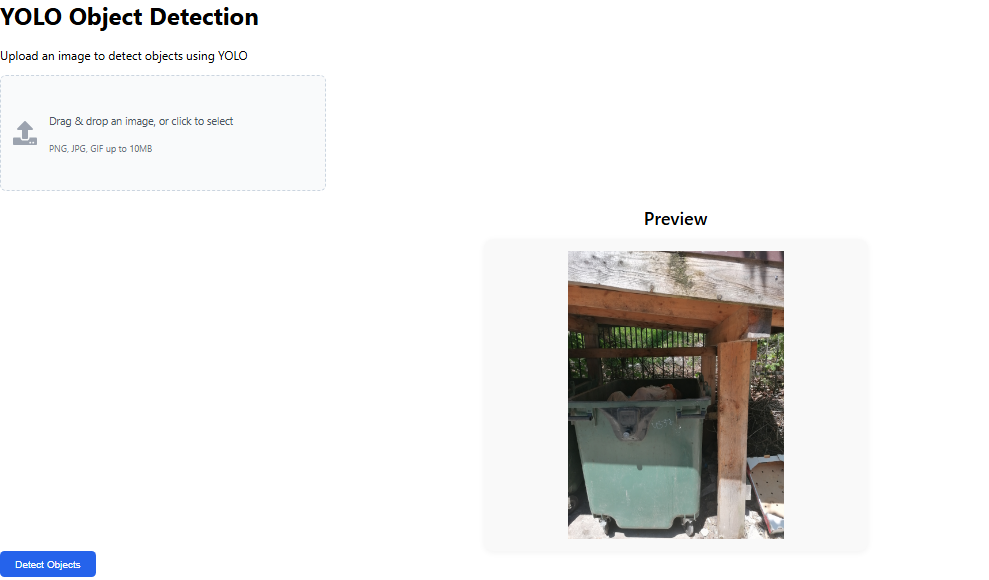 YOLO Object Detection
Upload an image to detect objects using YOLO
Drag & drop an image, or click to select
PNG, JPG, GIF up to 10MB
Preview
Detect Objects